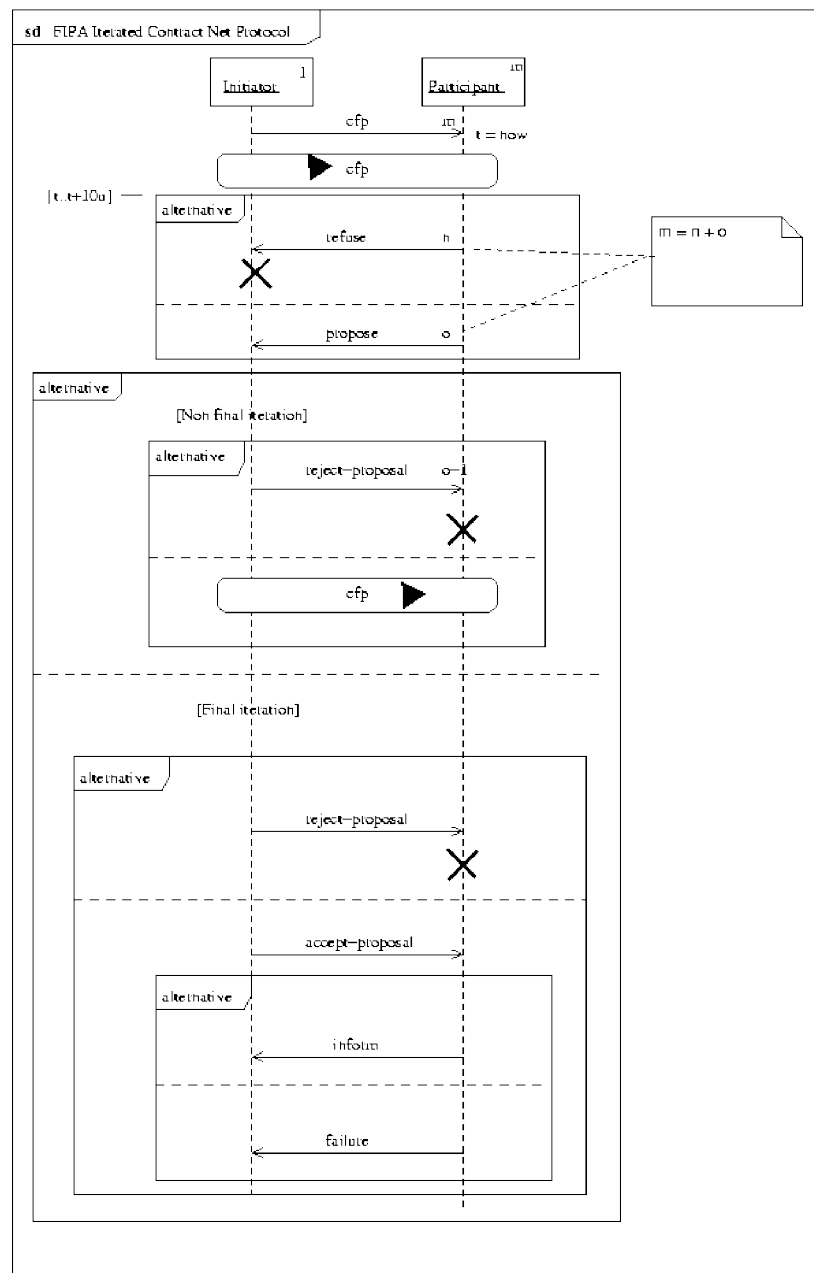 sd FIPA Iterated Contract Net Protocol
1
Initiator
m
Participant
cfp m
t = now
cfp
[t..t+10u]
alternative
refuse n
m = n + o
propose o
alternative
[Non final iteration]
alternative
reject-proposal o-1
cfp
[Final iteration]
alternative
reject-proposal
accept-proposal
alternative
inform
failure